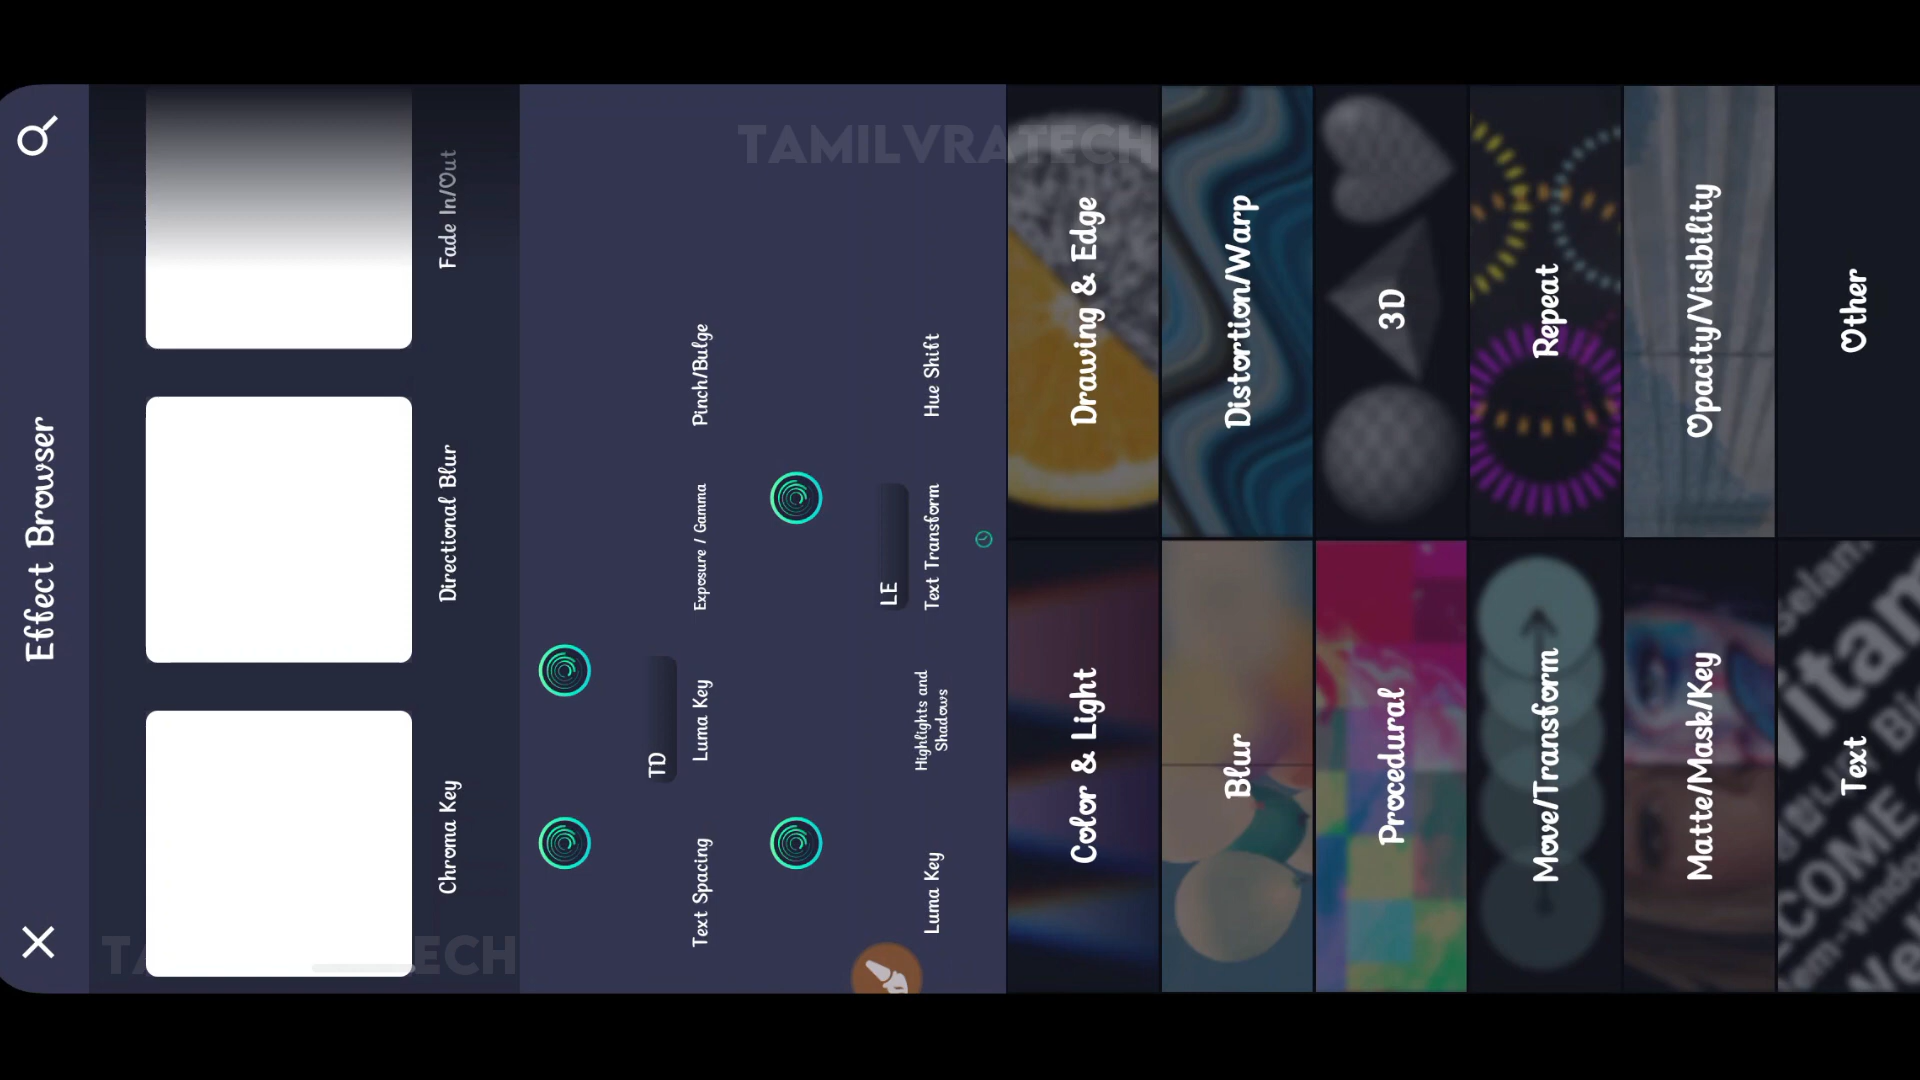 Effect Browser
Chroma Key
Directional Blur
Fade In/Out
TD
Text Spacing
Luma Key
Exposure / Gamma
Pinch/Bulge
LE
Luma Key
Highlights and
Shadows
Text Transform
Hue Shift
Color & Light
Drawing & Edge
Blur
Distortion/Warp
Procedural
3D
Move/Transform
Repeat
Matte/Mask/Key
Opacity/Visibility
Text
Other
TAMILVRATECH